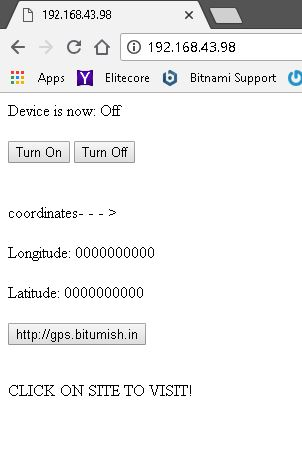 192.168.43.98
192.168.43.98
Apps Elitecore Bitnami Support
Device is now: Off
Turn On Turn Off
coordinates- - - >
Longitude: 0000000000
Latitude: 0000000000
http://gps.bitumish.in
CLICK ON SITE TO VISIT!